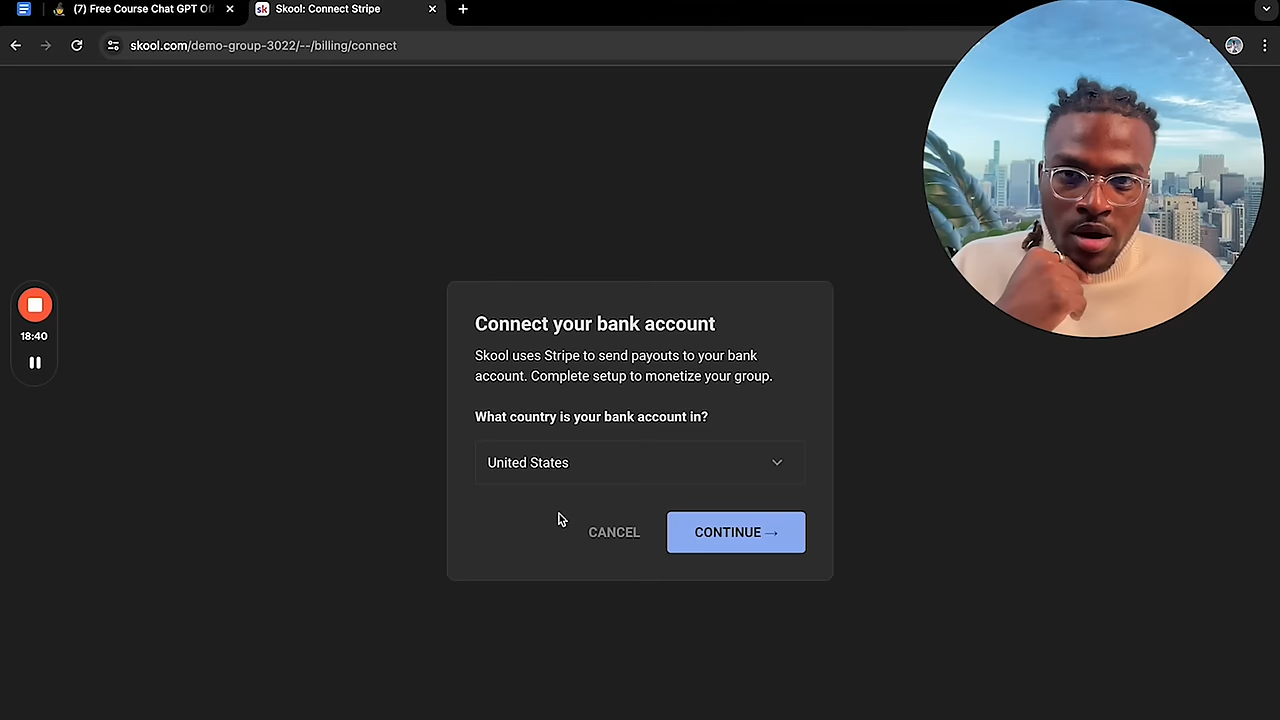 (7) Free Course Chat GPT Of
sk Skool: Connect Stripe
skool.com/demo-group-3022/--/billing/connect
18:40
Connect your bank account
Skool uses Stripe to send payouts to your bank
account. Complete setup to monetize your group.
What country is your bank account in?
United States
CANCEL
CONTINUE →